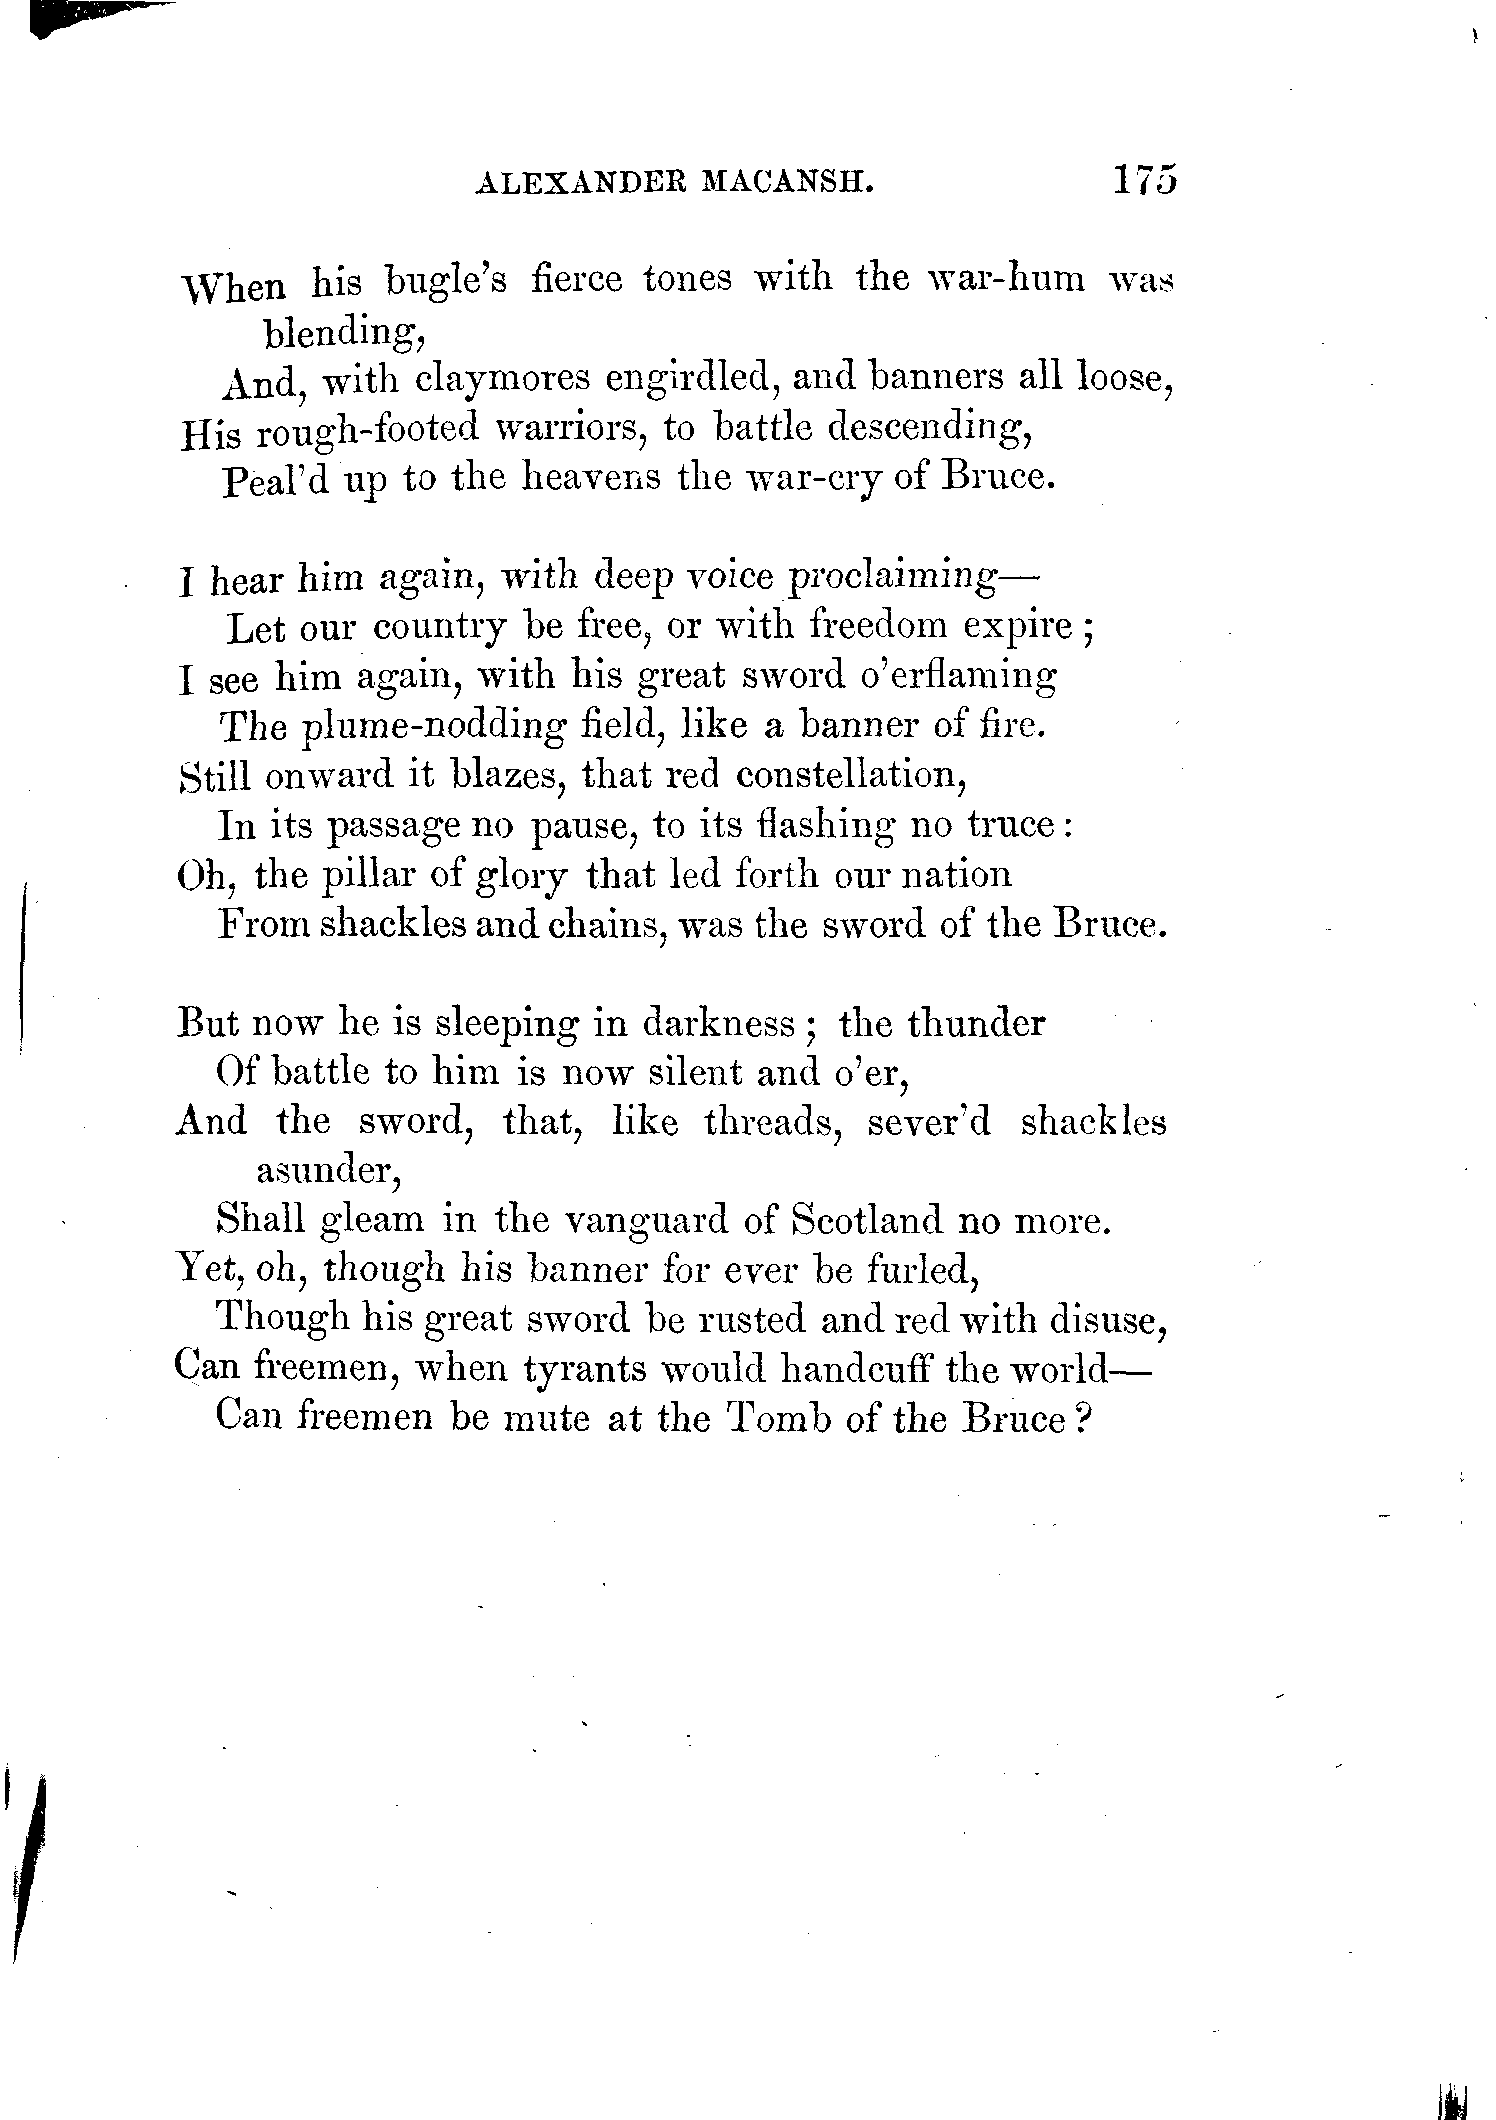 ALEXANDER MACANSH. 175
When his bugle's fierce tones with the war-hum was
blending,
And, with claymores engirdled, and banners all loose,
His rough-footed warriors, to battle descending,
Peal'd up to the heavens the war-cry of Bruce.
I hear him again, with deep voice proclaiming—
Let our country be free, or with freedom expire;
I see him again, with his great sword o'erflaming
The plume-nodding field, like a banner of fire.
Still onward it blazes, that red constellation,
In its passage no pause, to its flashing no truce:
Oh, the pillar of glory that led forth our nation
From shackles and chains, was the sword of the Bruce.
But now he is sleeping in darkness; the thunder
Of battle to him is now silent and o'er,
And the sword, that, like threads, sever'd shackles
asunder,
Shall gleam in the vanguard of Scotland no more.
Yet, oh, though his banner for ever be furled,
Though his great sword be rusted and red with disuse,
Can freemen, when tyrants would handcuff the world—
Can freemen be mute at the Tomb of the Bruce?